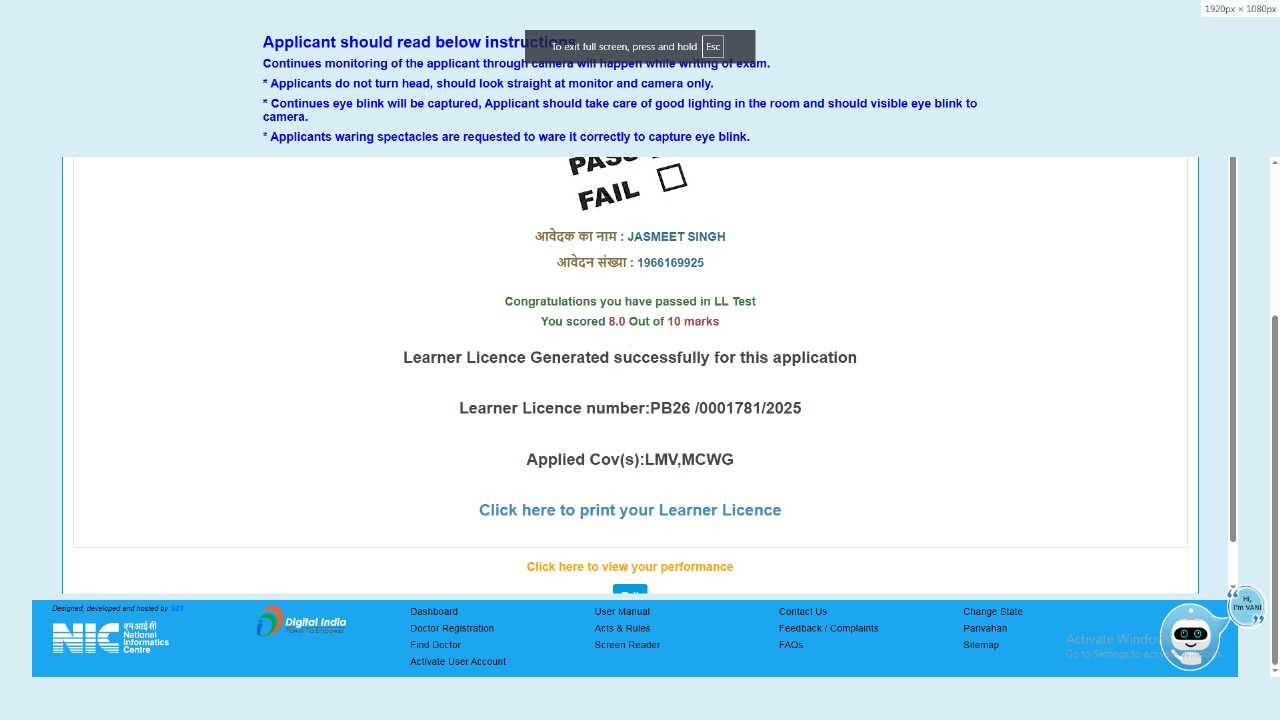 1920px × 1080px
Applicant should read below instructions
To exit full screen, press and hold Esc
Continues monitoring of the applicant through camera will happen while writing of exam.
* Applicants do not turn head, should look straight at monitor and camera only.
* Continues eye blink will be captured, Applicant should take care of good lighting in the room and should visible eye blink to
camera.
* Applicants waring spectacles are requested to ware it correctly to capture eye blink.
PASS
FAIL
आवेदक का नाम : JASMEET SINGH
आवेदन संख्या : 1966169925
Congratulations you have passed in LL Test
You scored 8.0 Out of 10 marks
Learner Licence Generated successfully for this application
Learner Licence number:PB26 /0001781/2025
Applied Cov(s):LMV,MCWG
Click here to print your Learner Licence
Click here to view your performance
Designed, developed and hosted by S22
NIC एन आई सी
National
Informatics
Centre
Digital India
Power To Empower
Dashboard
Doctor Registration
Find Doctor
Activate User Account
User Manual
Acts & Rules
Screen Reader
Contact Us
Feedback / Complaints
FAQs
Change State
Parivahan
Sitemap
Hi,
I'm VANI
Activate Windows
Go to Settings to activate Windows.